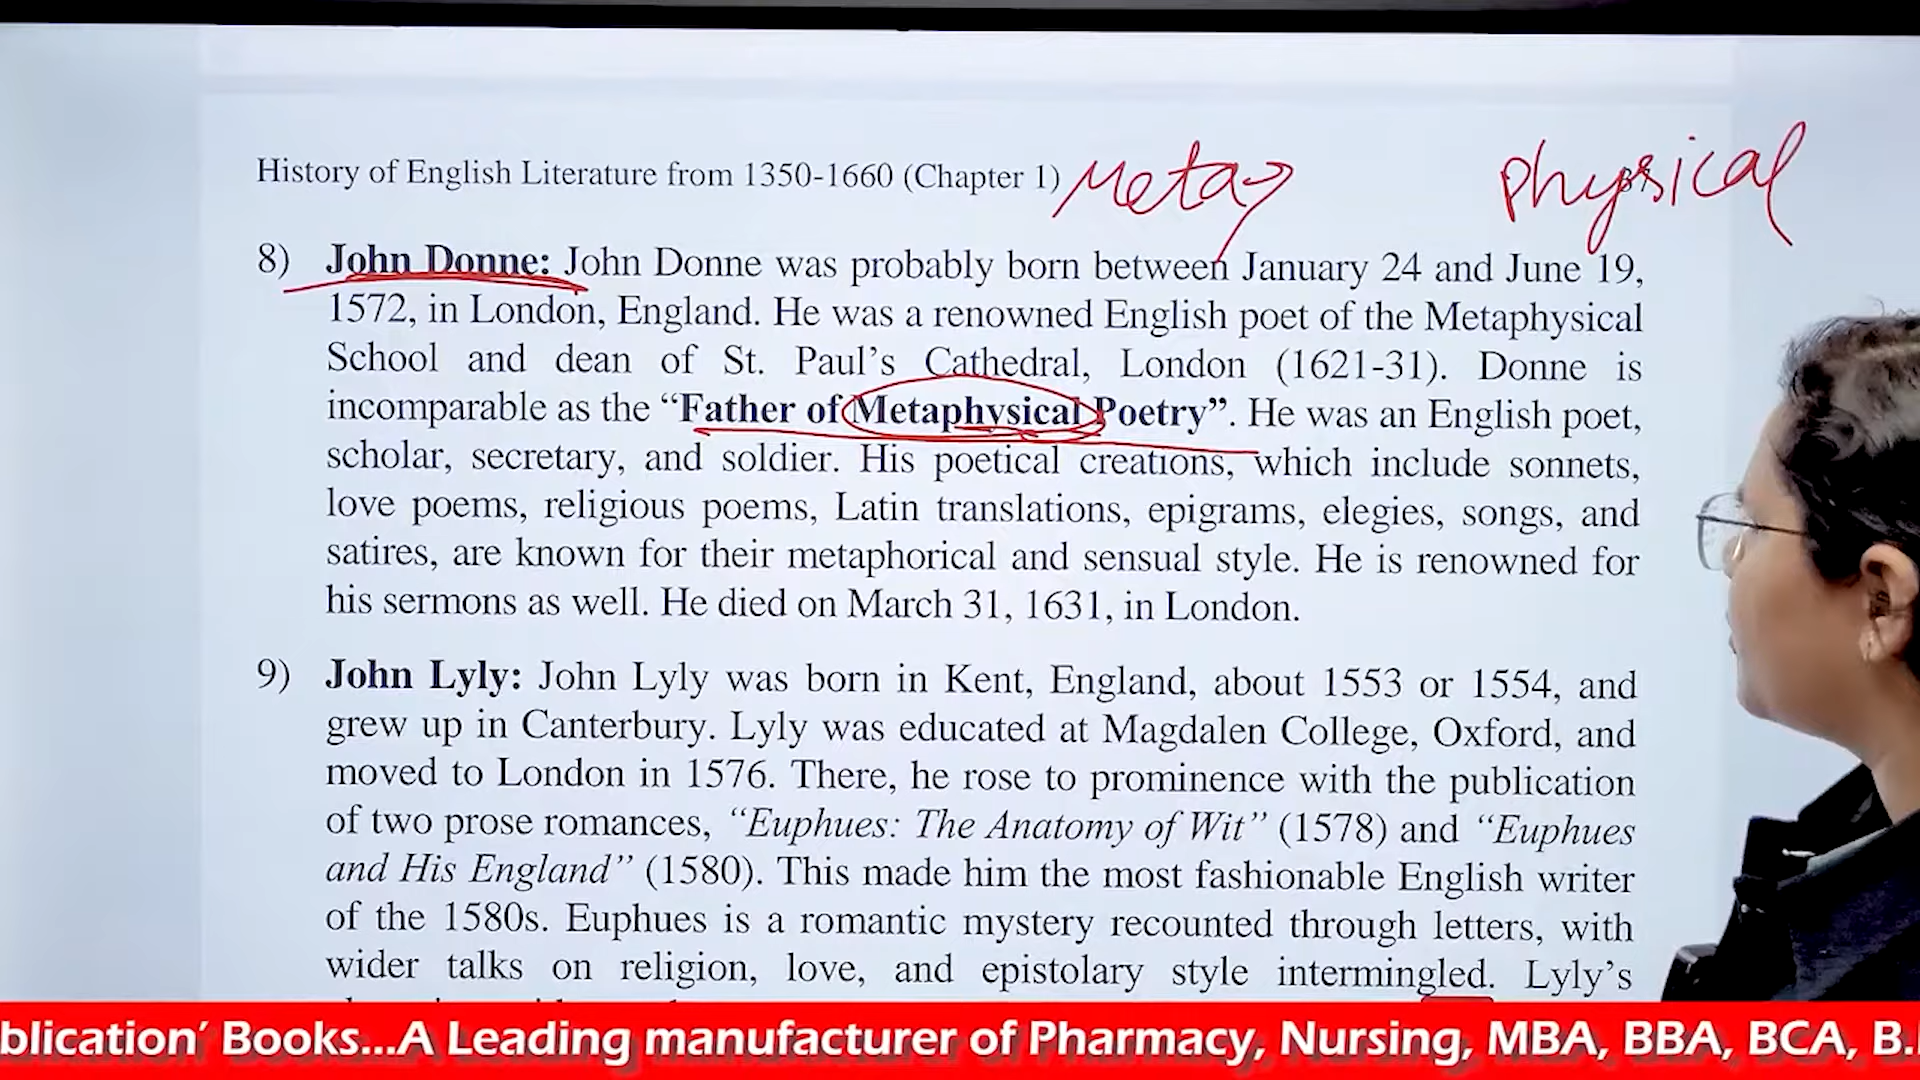 History of English Literature from 1350-1660 (Chapter 1) Meta physical
8) John Donne: John Donne was probably born between January 24 and June 19,
1572, in London, England. He was a renowned English poet of the Metaphysical
School and dean of St. Paul's Cathedral, London (1621-31). Donne is
incomparable as the “Father of Metaphysical Poetry”. He was an English poet,
scholar, secretary, and soldier. His poetical creations, which include sonnets,
love poems, religious poems, Latin translations, epigrams, elegies, songs, and
satires, are known for their metaphorical and sensual style. He is renowned for
his sermons as well. He died on March 31, 1631, in London.
9) John Lyly: John Lyly was born in Kent, England, about 1553 or 1554, and
grew up in Canterbury. Lyly was educated at Magdalen College, Oxford, and
moved to London in 1576. There, he rose to prominence with the publication
of two prose romances, “Euphues: The Anatomy of Wit” (1578) and “Euphues
and His England” (1580). This made him the most fashionable English writer
of the 1580s. Euphues is a romantic mystery recounted through letters, with
wider talks on religion, love, and epistolary style intermingled. Lyly's
blication’ Books...A Leading manufacturer of Pharmacy, Nursing, MBA, BBA, BCA, B.